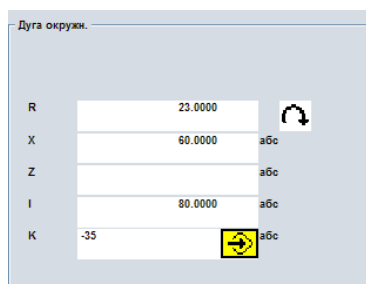 Дуга окружн.
R 23.0000
X 60.0000 абс
Z абс
I 80.0000 абс
K -35 абс